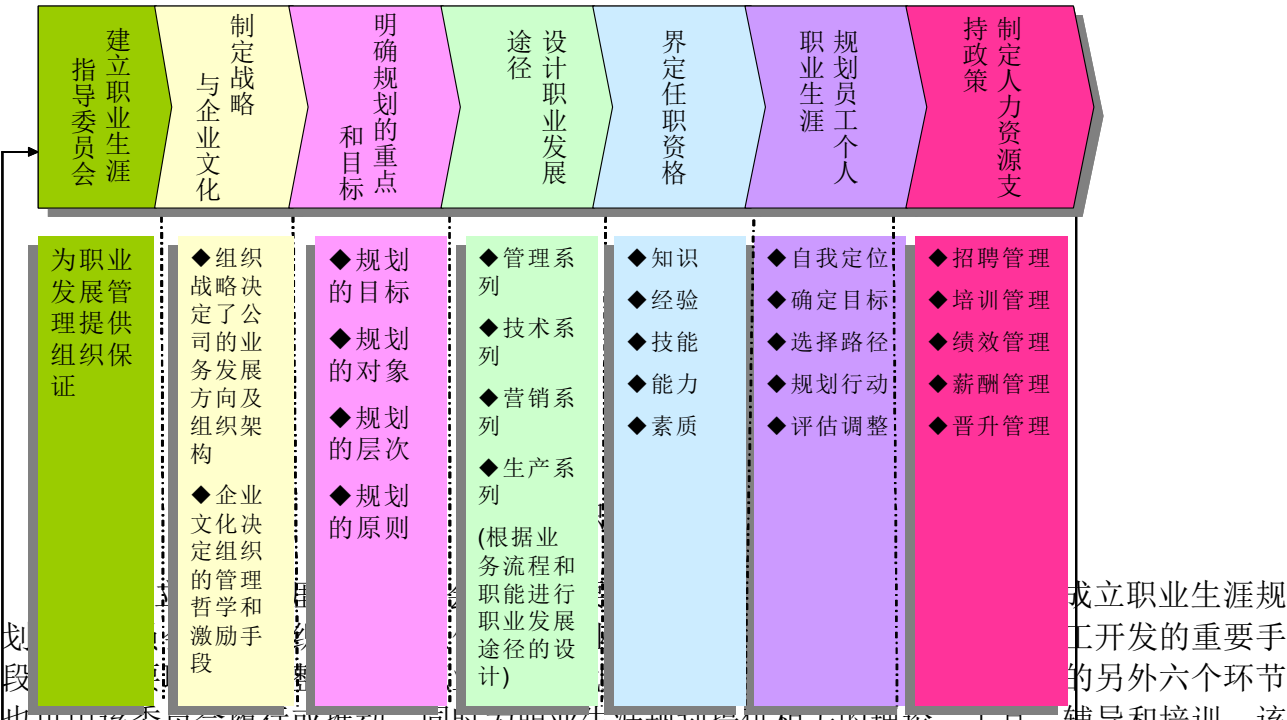 建立职业生涯
指导委员会
制定战略
与企业文化
明确规划的重点
和目标
设计职业发展
途径
界定任职资格
规划员工个人
职业生涯
制定人力资源支
持政策
为职业
发展管
理提供
组织保
证
◆组织
战略决
定了公
司的业
务发展
方向及
组织架
构
◆企业
文化决
定组织
的管理
哲学和
激励手
段
◆规划
的目标
◆规划
的对象
◆规划
的层次
◆规划
的原则
◆管理系
列
◆技术系
列
◆营销系
列
◆生产系
列
(根据业
务流程和
职能进行
职业发展
途径的设
计)
◆知识
◆经验
◆技能
◆能力
◆素质
◆自我定位
◆确定目标
◆选择路径
◆规划行动
◆评估调整
◆招聘管理
◆培训管理
◆绩效管理
◆薪酬管理
◆晋升管理
成立职业生涯规
划 工开发的重要手
段 的另外六个环节
辅导和培训。该